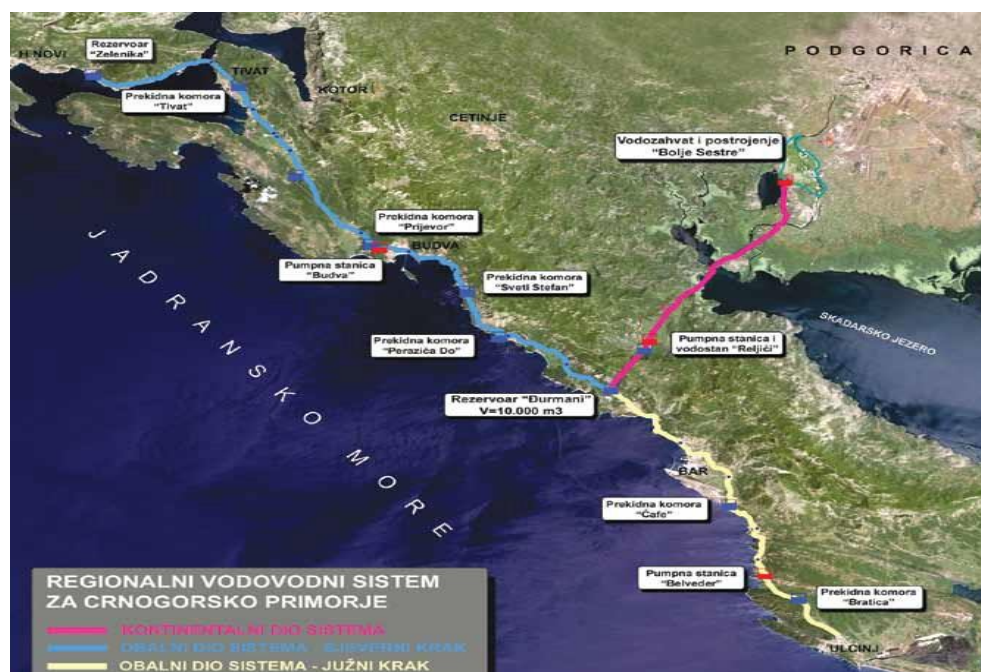 H.NOVI
Rezervoar
"Zelenika"
TIVAT
Prekidna komora
"Tivat"
KOTOR
CETINJE
PODGORICA
Vodozahvat i postrojenje
"Bolje Sestre"
Prekidna komora
"Prijevor"
BUDVA
Pumpna stanica
"Budva"
Prekidna komora
"Sveti Stefan"
Prekidna komora
"Perazića Do"
SKADARSKO JEZERO
Pumpna stanica i
vodostan "Reljići"
Rezervoar "Đurmani"
V=10.000 m3
JADRANSKO MORE
BAR
Prekidna komora
"Čafe"
Pumpna stanica
"Belveder"
Prekidna komora
"Bratica"
ULCINJ
REGIONALNI VODOVODNI SISTEM
ZA CRNOGORSKO PRIMORJE
KONTINENTALNI DIO SISTEMA
OBALNI DIO SISTEMA - SJEVERNI KRAK
OBALNI DIO SISTEMA - JUŽNI KRAK